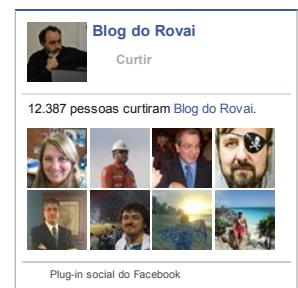 Blog do Rovai
Curtir
12.387 pessoas curtiram Blog do Rovai.
Plug-in social do Facebook